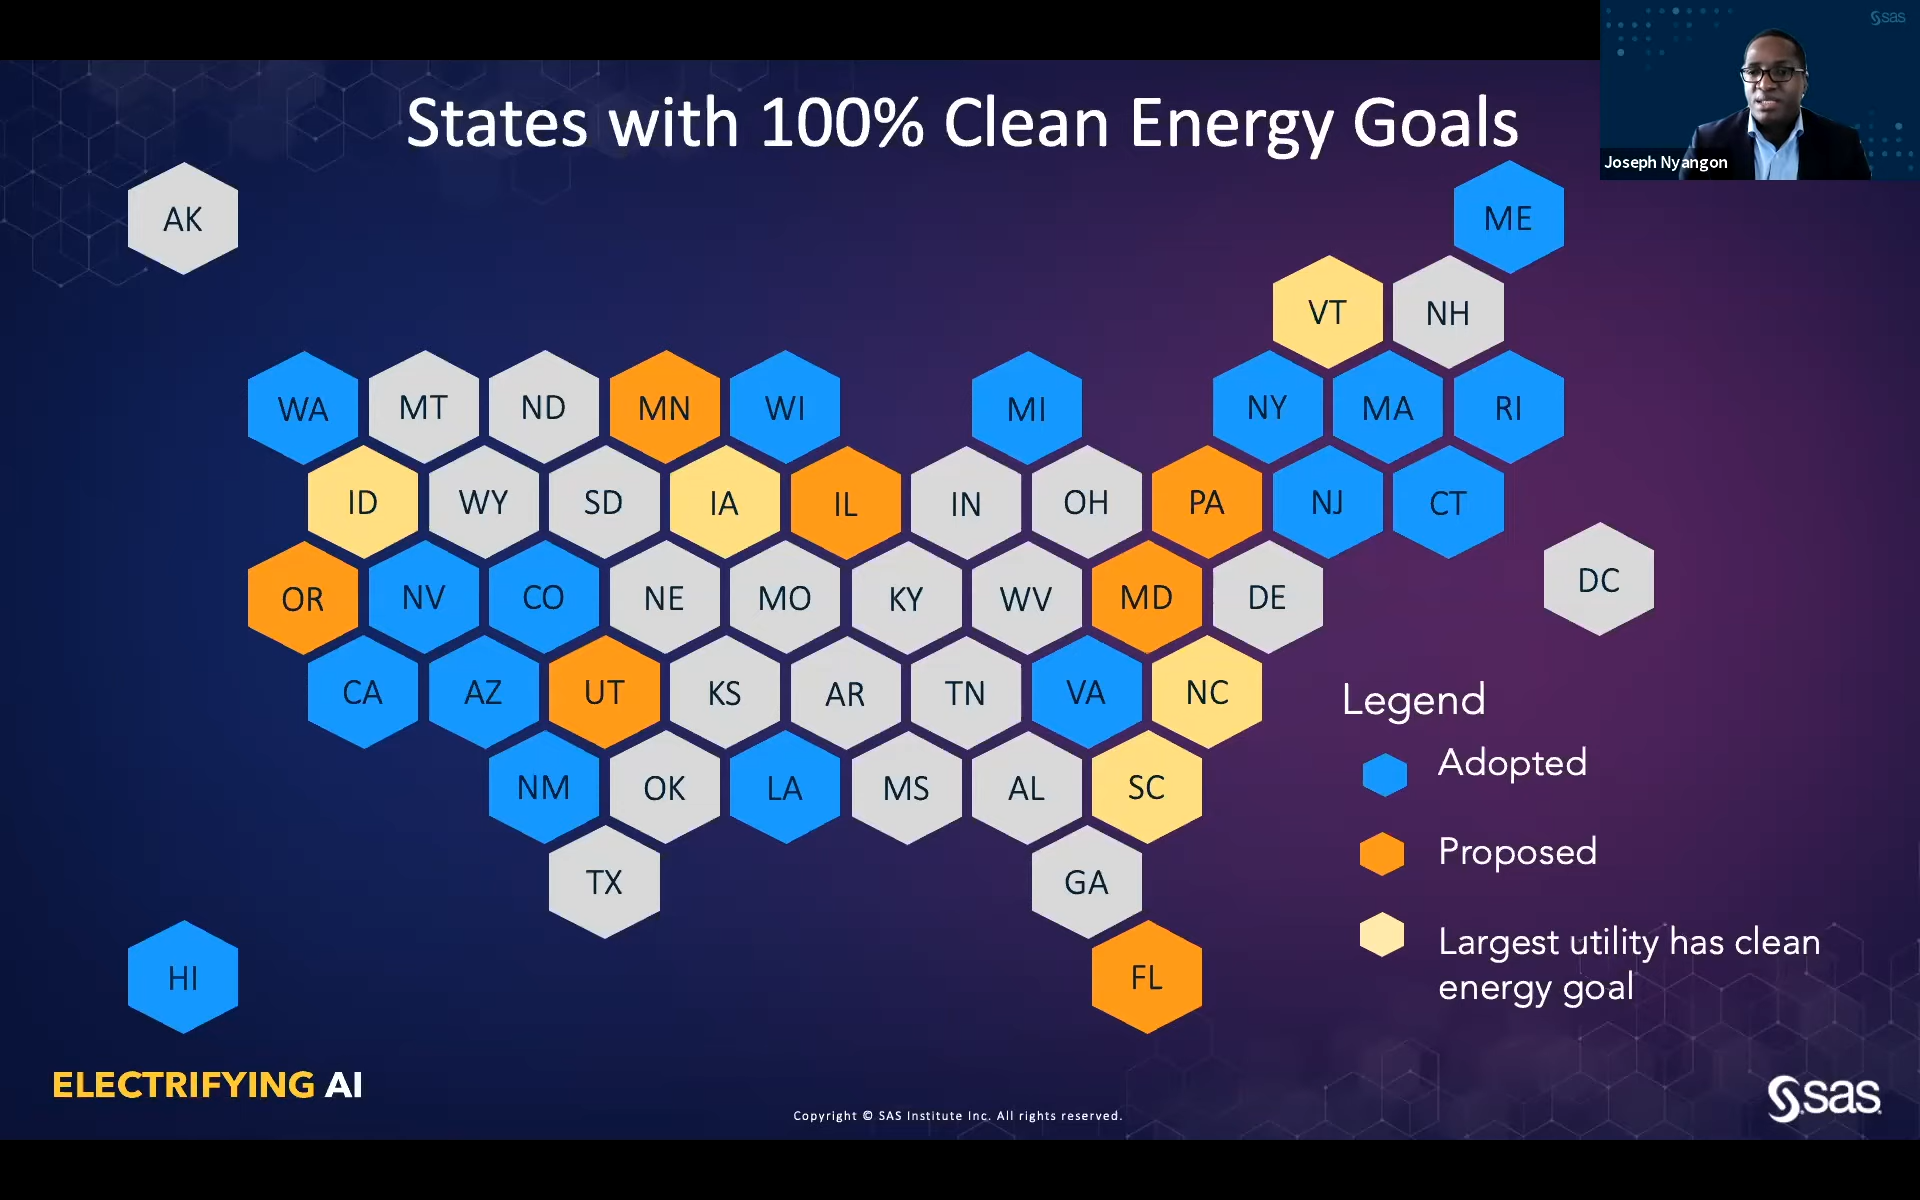 sas
Joseph Nyangon
States with 100% Clean Energy Goals
AK
ME
VT
NH
WA
MT
ND
MN
WI
MI
NY
MA
RI
ID
WY
SD
IA
IL
IN
OH
PA
NJ
CT
OR
NV
CO
NE
MO
KY
WV
MD
DE
DC
CA
AZ
UT
KS
AR
TN
VA
NC
NM
OK
LA
MS
AL
SC
TX
GA
HI
FL
Legend
Adopted
Proposed
Largest utility has clean
energy goal
ELECTRIFYING AI
Copyright © SAS Institute Inc. All rights reserved.
sas